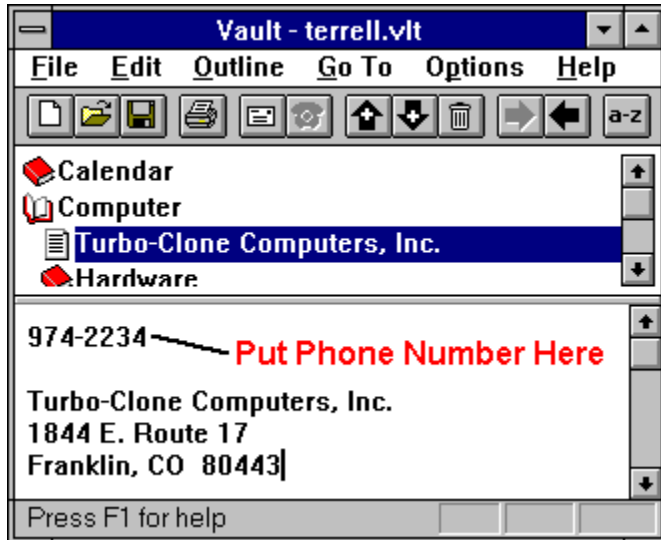 Vault - terrell.vlt
File Edit Outline Go To Options Help
a-z
Calendar
Computer
Turbo-Clone Computers, Inc.
Hardware
974-2234 Put Phone Number Here
Turbo-Clone Computers, Inc.
1844 E. Route 17
Franklin, CO 80443
Press F1 for help